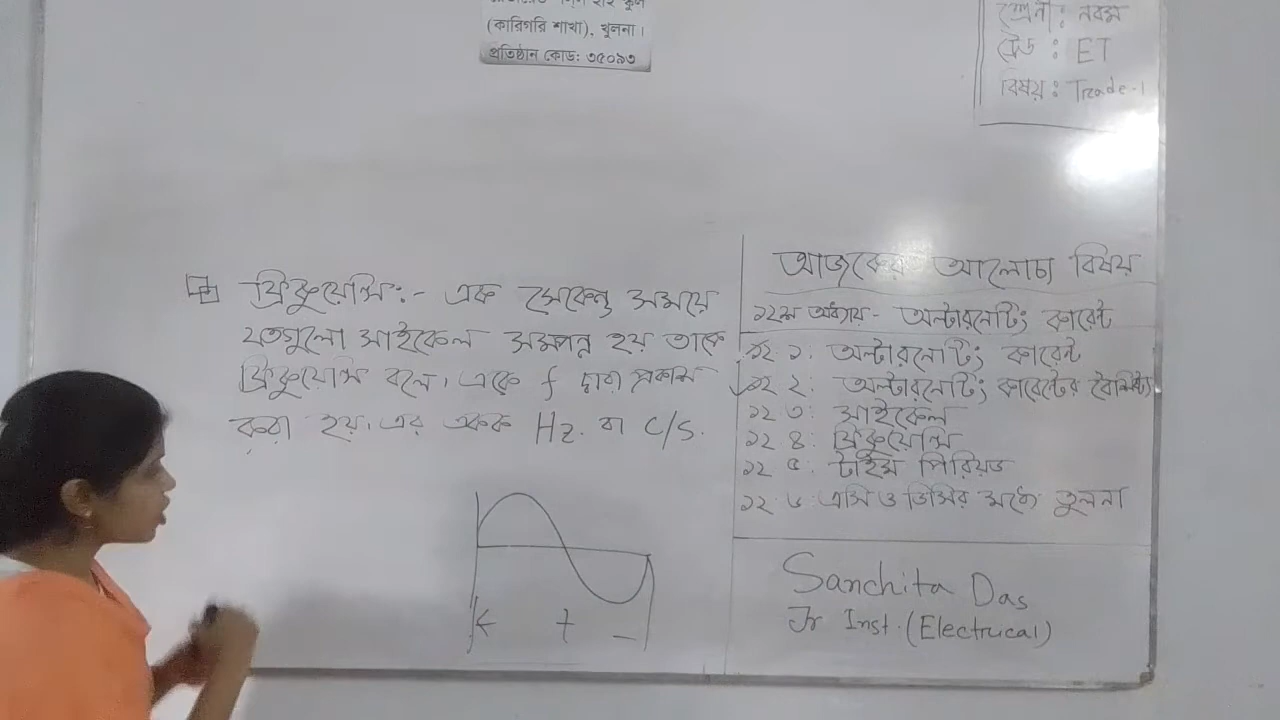 (কারিগরি শাখা), খুলনা।
প্রতিষ্ঠান কোড: ৩৫০৯৩
শ্রেণী: নবম
ট্রেড : ET
বিষয় : Trade-1
ফ্রিকুয়েন্সি:- এক সেকেন্ড সময়ে
যতগুলো সাইকেল সম্পন্ন হয় তাকে
ফ্রিকুয়েন্সি বলে। একে f দ্বারা প্রকাশ
করা হয়। এর একক Hz. বা C/S.
+
-
আজকের আলোচ্য বিষয়
১২শ অধ্যায় - অল্টারনেটিং কারেন্ট
১২.১: অল্টারনেটিং কারেন্ট
১২.২: অল্টারনেটিং কারেন্টের বৈশিষ্ট্য
১২.৩: সাইকেল
১২.৪: ফ্রিকুয়েন্সি
১২.৫: টাইম পিরিয়ড
১২.৬: এসি ও ডিসির মধ্যে তুলনা
Sanchita Das
Jr Inst. (Electrical)